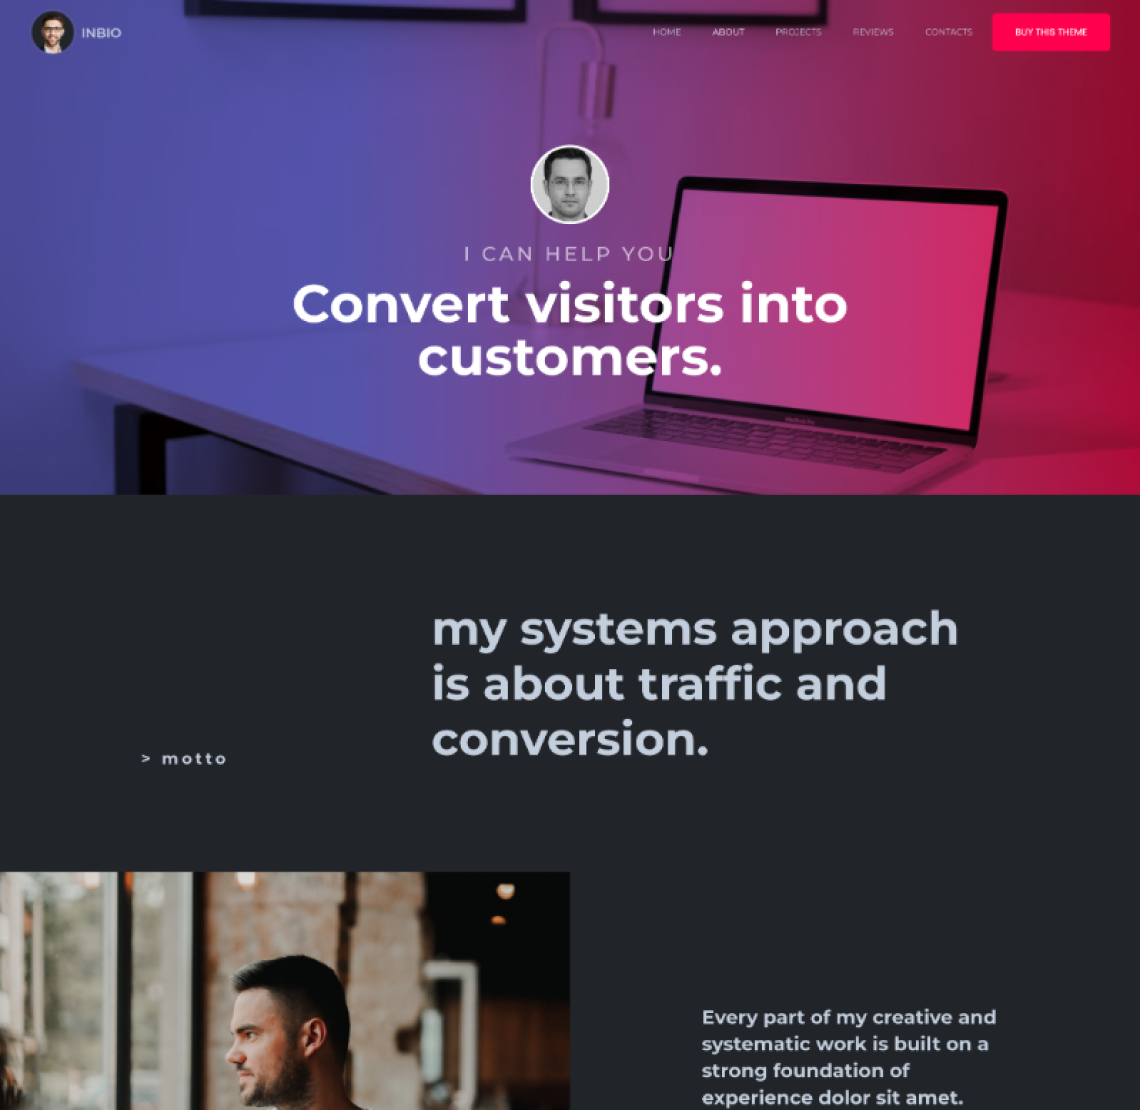 INBIO
HOME ABOUT PROJECTS REVIEWS CONTACTS BUY THIS THEME
I CAN HELP YOU
Convert visitors into
customers.
my systems approach
is about traffic and
conversion.
> motto
Every part of my creative and
systematic work is built on a
strong foundation of
experience dolor sit amet.